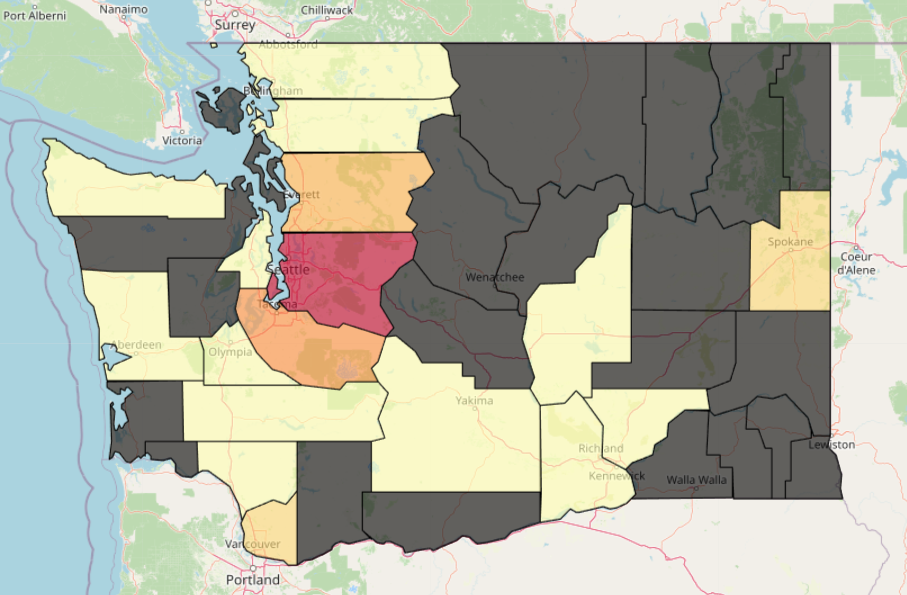 Nanaimo
Chilliwack
Port Alberni
Surrey
Abbotsford
Bellingham
Victoria
Everett
Spokane
Coeur
d'Alene
Seattle
Wenatchee
Tacoma
Aberdeen
Olympia
Yakima
Richland
Lewiston
Kennewick
Walla Walla
Vancouver
Portland